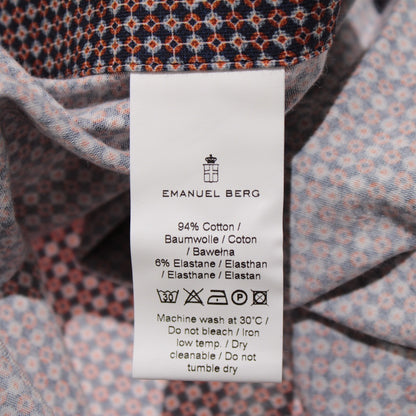 EMANUEL BERG
94% Cotton /
Baumwolle / Coton /
Bawełna
6% Elastane / Elasthan /
Elasthane / Elastan
Machine wash at 30°C /
Do not bleach / Iron
low temp. / Dry
cleanable / Do not
tumble dry